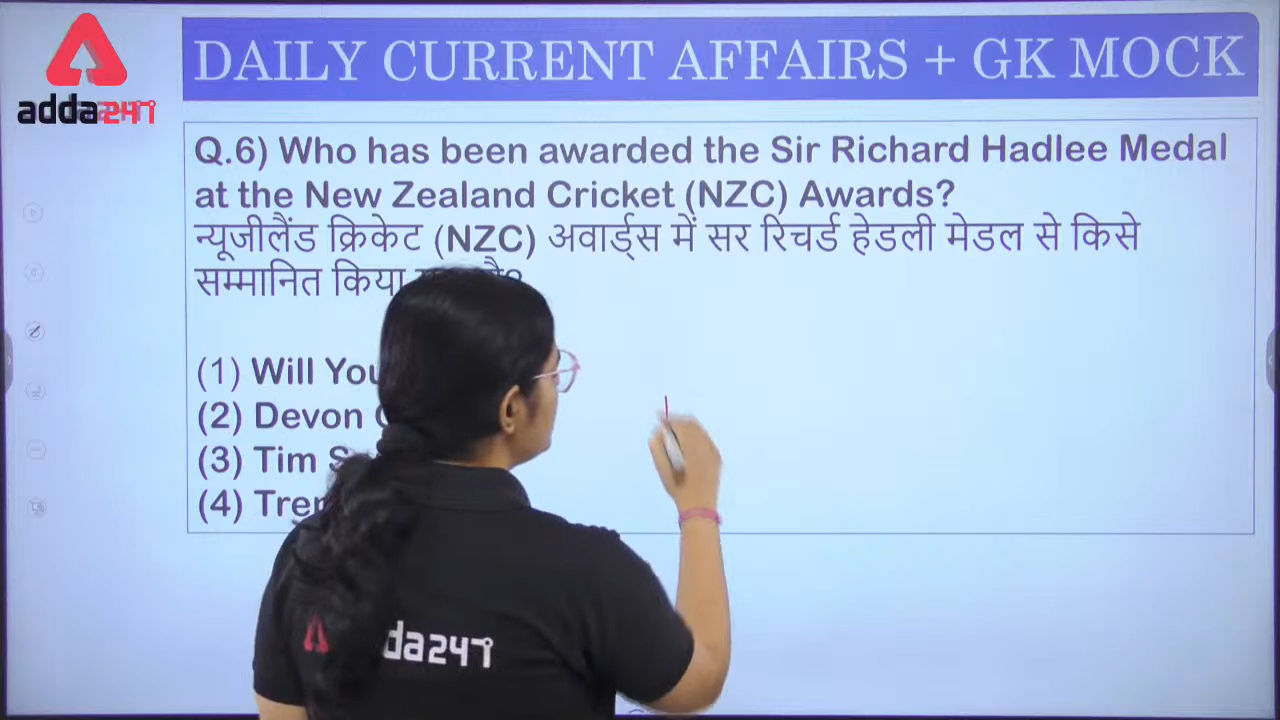 adda247
DAILY CURRENT AFFAIRS + GK MOCK
Q.6) Who has been awarded the Sir Richard Hadlee Medal
at the New Zealand Cricket (NZC) Awards?
न्यूजीलैंड क्रिकेट (NZC) अवार्ड्स में सर रिचर्ड हेडली मेडल से किसे
सम्मानित किया
(1) Will
(2) Devon
(3) Tim
(4)
da247